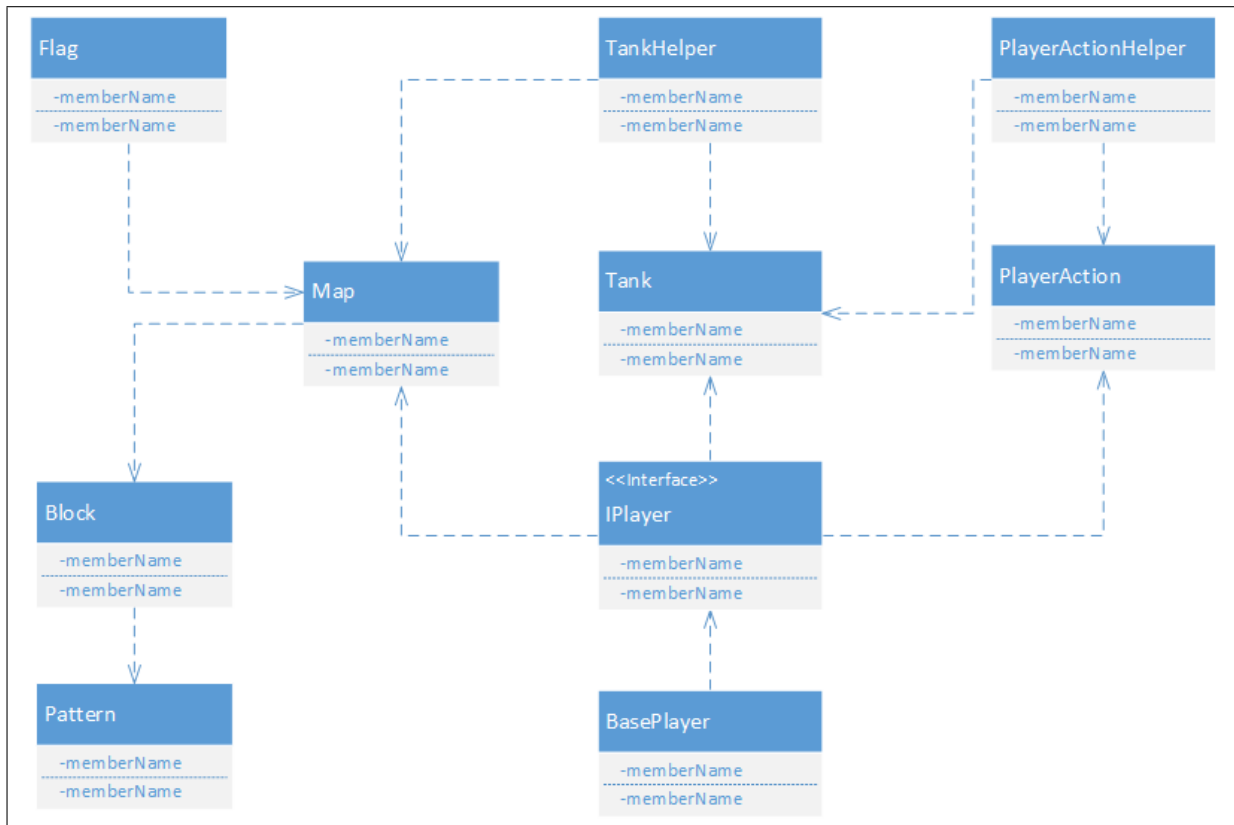 Flag
-memberName
-memberName
TankHelper
-memberName
-memberName
PlayerActionHelper
-memberName
-memberName
Map
-memberName
-memberName
Tank
-memberName
-memberName
PlayerAction
-memberName
-memberName
Block
-memberName
-memberName
<<Interface>>
IPlayer
-memberName
-memberName
Pattern
-memberName
-memberName
BasePlayer
-memberName
-memberName